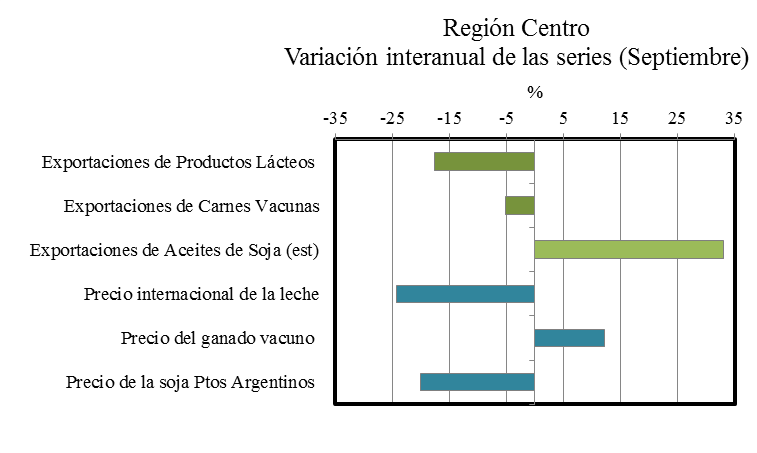 Región Centro
Variación interanual de las series (Septiembre)
%
-35 -25 -15 -5 5 15 25 35
Exportaciones de Productos Lácteos
Exportaciones de Carnes Vacunas
Exportaciones de Aceites de Soja (est)
Precio internacional de la leche
Precio del ganado vacuno
Precio de la soja Ptos Argentinos